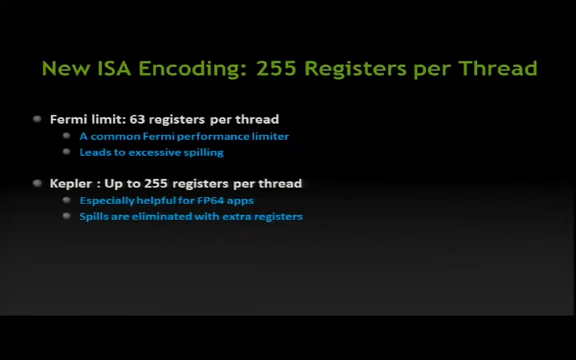 New ISA Encoding: 255 Registers per Thread
Fermi limit: 63 registers per thread
A common Fermi performance limiter
Leads to excessive spilling
Kepler : Up to 255 registers per thread
Especially helpful for FP64 apps
Spills are eliminated with extra registers